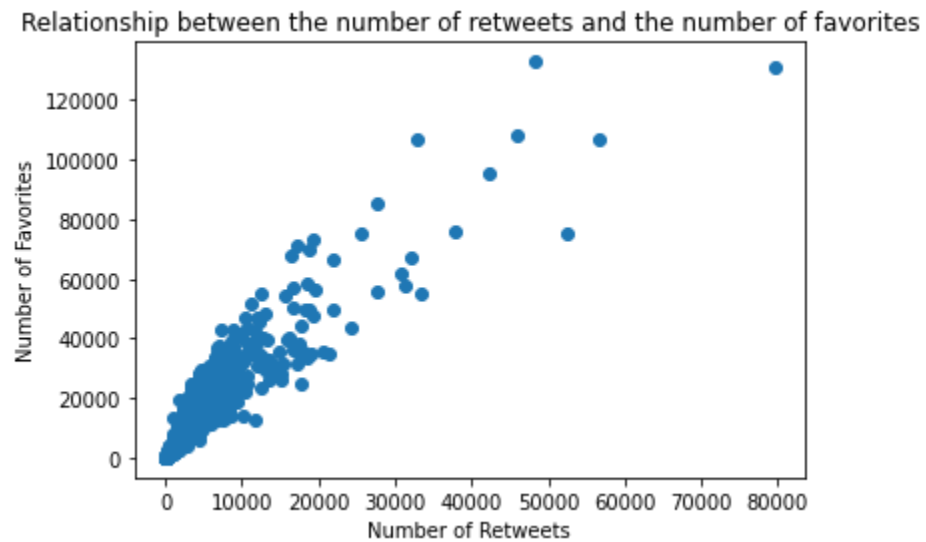 Relationship between the number of retweets and the number of favorites
120000
100000
80000
60000
40000
20000
0
Number of Favorites
0 10000 20000 30000 40000 50000 60000 70000 80000
Number of Retweets